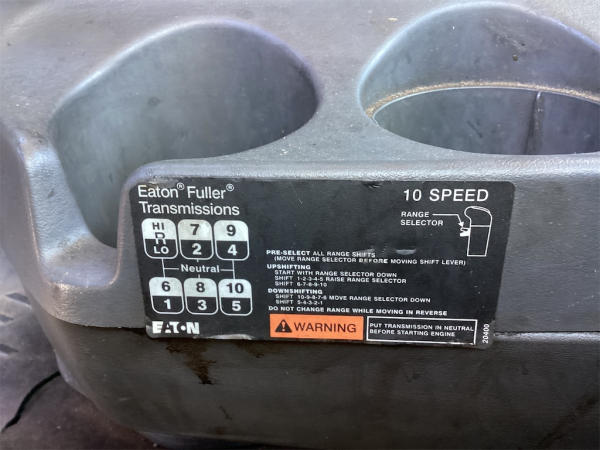 Eaton® Fuller®
Transmissions
10 SPEED
RANGE
SELECTOR
HI 7 9
R
LO 2 4
Neutral
6 8 10
1 3 5
PRE-SELECT ALL RANGE SHIFTS
(MOVE RANGE SELECTOR BEFORE MOVING SHIFT LEVER)
UPSHIFTING
START WITH RANGE SELECTOR DOWN
SHIFT 1-2-3-4-5 RAISE RANGE SELECTOR
SHIFT 6-7-8-9-10
DOWNSHIFTING
SHIFT 10-9-8-7-6 MOVE RANGE SELECTOR DOWN
SHIFT 5-4-3-2-1
DO NOT CHANGE RANGE WHILE MOVING IN REVERSE
EATON
WARNING
PUT TRANSMISSION IN NEUTRAL
BEFORE STARTING ENGINE
20400